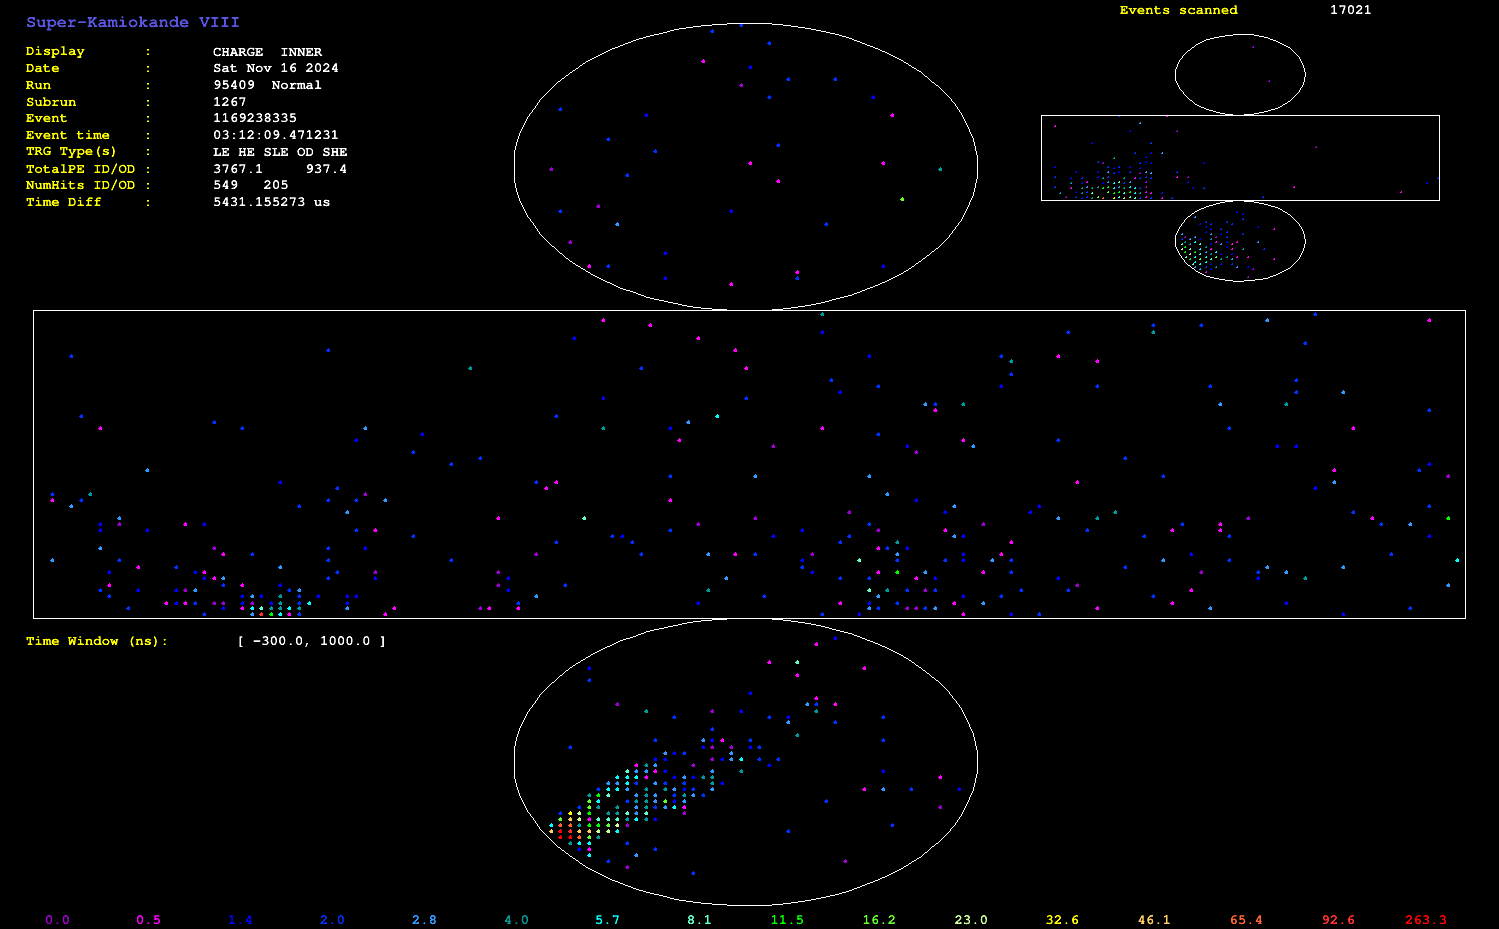 Super-Kamiokande VIII
Events scanned 17021
Display : CHARGE INNER
Date : Sat Nov 16 2024
Run : 95409 Normal
Subrun : 1267
Event : 1169238335
Event time : 03:12:09.471231
TRG Type(s) : LE HE SLE OD SHE
TotalPE ID/OD : 3767.1 937.4
NumHits ID/OD : 549 205
Time Diff : 5431.155273 us
Time Window (ns): [ -300.0, 1000.0 ]
0.0 0.5 1.4 2.0 2.8 4.0 5.7 8.1 11.5 16.2 23.0 32.6 46.1 65.4 92.6 263.3